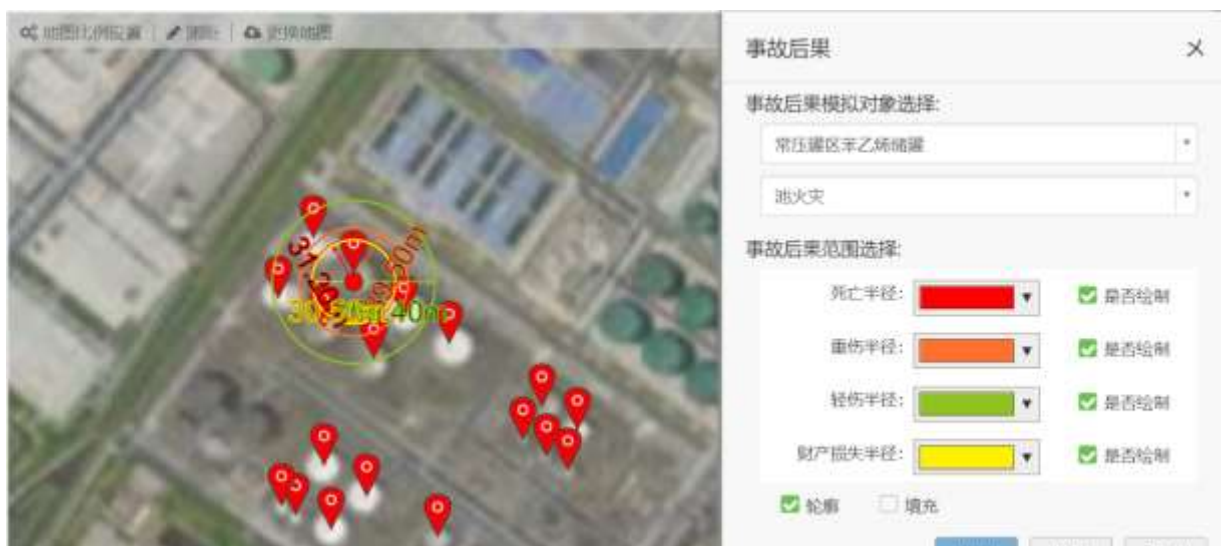 地图比例设置
更换地图
事故后果
事故后果模拟对象选择:
常压罐区苯乙烯储罐
池火灾
事故后果范围选择:
死亡半径: 是否绘制
重伤半径: 是否绘制
轻伤半径: 是否绘制
财产损失半径: 是否绘制
轮廓 填充